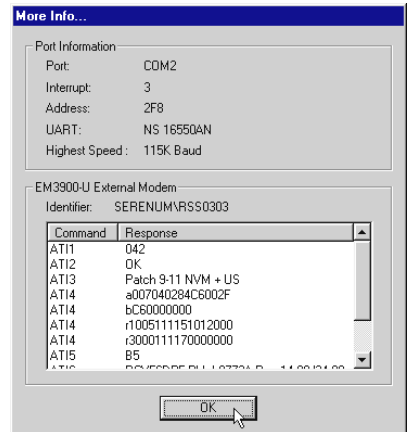 More Info...
Port Information
Port: COM2
Interrupt: 3
Address: 2F8
UART: NS 16550AN
Highest Speed : 115K Baud
EM3900-U External Modem
Identifier: SERENUM\RSS0303
Command Response
ATI1 042
ATI2 OK
ATI3 Patch 9-11 NVM + US
ATI4 a007040284C6002F
ATI4 bC60000000
ATI4 r1005111151012000
ATI4 r3000111170000000
ATI5 B5
OK